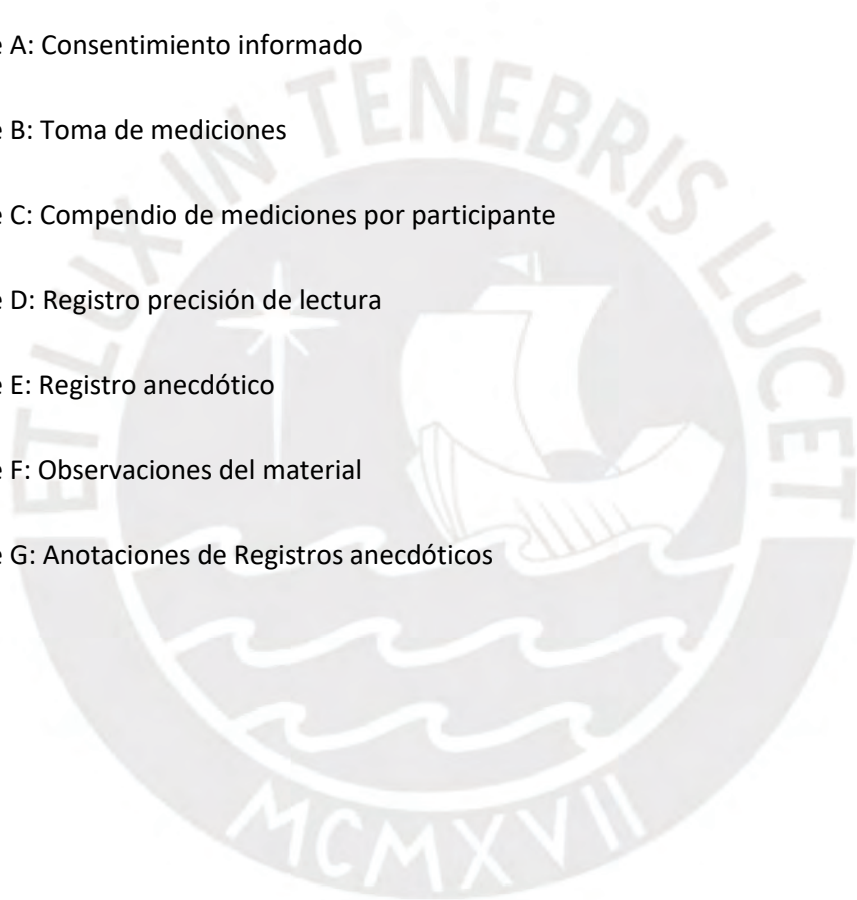 e A: Consentimiento informado
e B: Toma de mediciones
e C: Compendio de mediciones por participante
e D: Registro precisión de lectura
e E: Registro anecdótico
e F: Observaciones del material
e G: Anotaciones de Registros anecdóticos
ET LUX IN TENEBRIS LUCET
MCMXVII